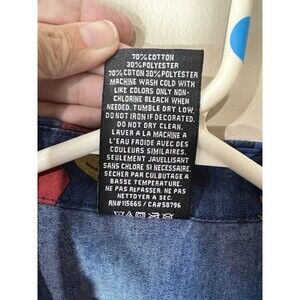 70% COTTON
30% POLYESTER
70% COTON 30% POLYESTER
MACHINE WASH COLD WITH
LIKE COLORS ONLY NON-
CHLORINE BLEACH WHEN
NEEDED. TUMBLE DRY LOW.
DO NOT IRON IF DECORATED.
DO NOT DRY CLEAN.
LAVER A LA MACHINE A
L'EAU FROIDE AVEC DES
COULEURS SIMILAIRES.
SEULEMENT JAVELLISANT
SANS CHLORE SI NECESSAIRE.
SÉCHER PAR CULBUTAGE A
BASSE TEMPERATURE.
NE PAS REPASSER. NE PAS
NETTOYER A SEC.
RN#115665 / CA#58796